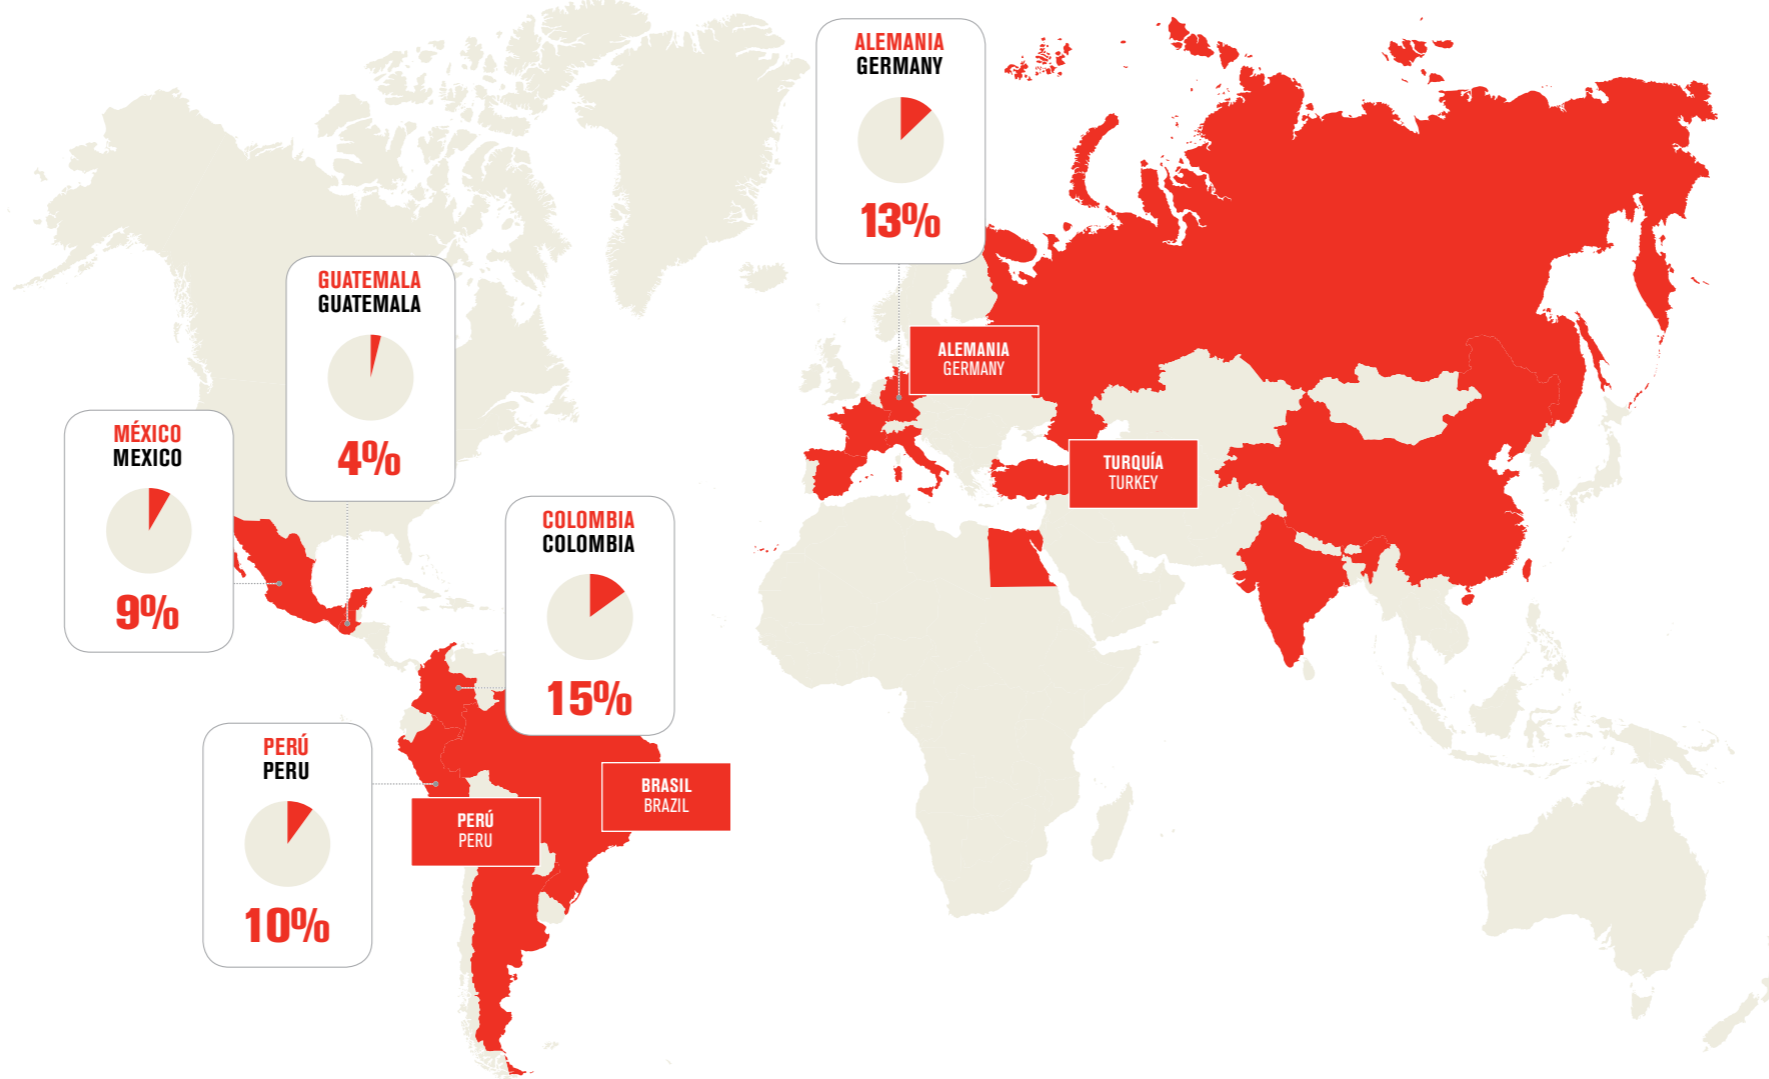 ALEMANIA
GERMANY
13%
GUATEMALA
GUATEMALA
4%
ALEMANIA
GERMANY
MÉXICO
MEXICO
9%
TURQUÍA
TURKEY
COLOMBIA
COLOMBIA
15%
PERÚ
PERU
10%
BRASIL
BRAZIL
PERÚ
PERU